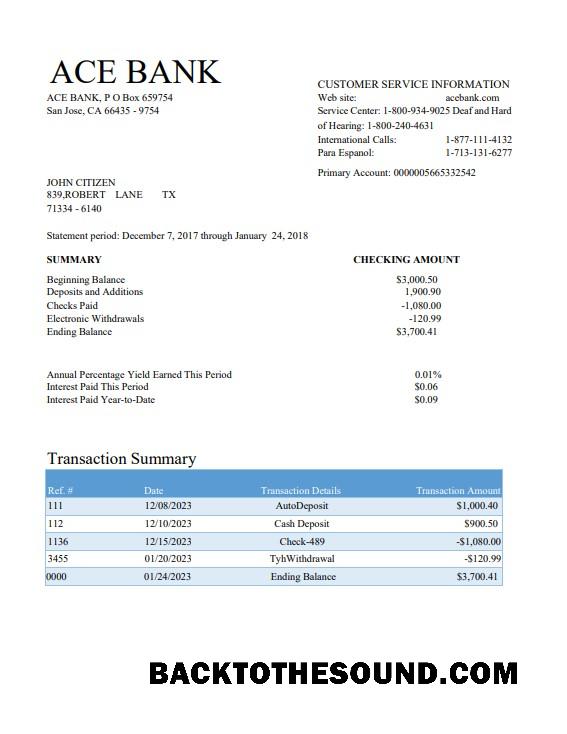 ACE BANK
ACE BANK, P O Box 659754
San Jose, CA 66435 - 9754
CUSTOMER SERVICE INFORMATION
Web site: acebank.com
Service Center: 1-800-934-9025 Deaf and Hard
of Hearing: 1-800-240-4631
International Calls: 1-877-111-4132
Para Espanol: 1-713-131-6277
Primary Account: 0000005665332542
JOHN CITIZEN
839,ROBERT LANE TX
71334 - 6140
Statement period: December 7, 2017 through January 24, 2018
SUMMARY CHECKING AMOUNT
Beginning Balance $3,000.50
Deposits and Additions 1,900.90
Checks Paid -1,080.00
Electronic Withdrawals -120.99
Ending Balance $3,700.41
Annual Percentage Yield Earned This Period 0.01%
Interest Paid This Period $0.06
Interest Paid Year-to-Date $0.09
Transaction Summary
Ref. # Date Transaction Details Transaction Amount
111 12/08/2023 AutoDeposit $1,000.40
112 12/10/2023 Cash Deposit $900.50
1136 12/15/2023 Check-489 -$1,080.00
3455 01/20/2023 TyhWithdrawal -$120.99
0000 01/24/2023 Ending Balance $3,700.41
BACKTOTHESOUND.COM